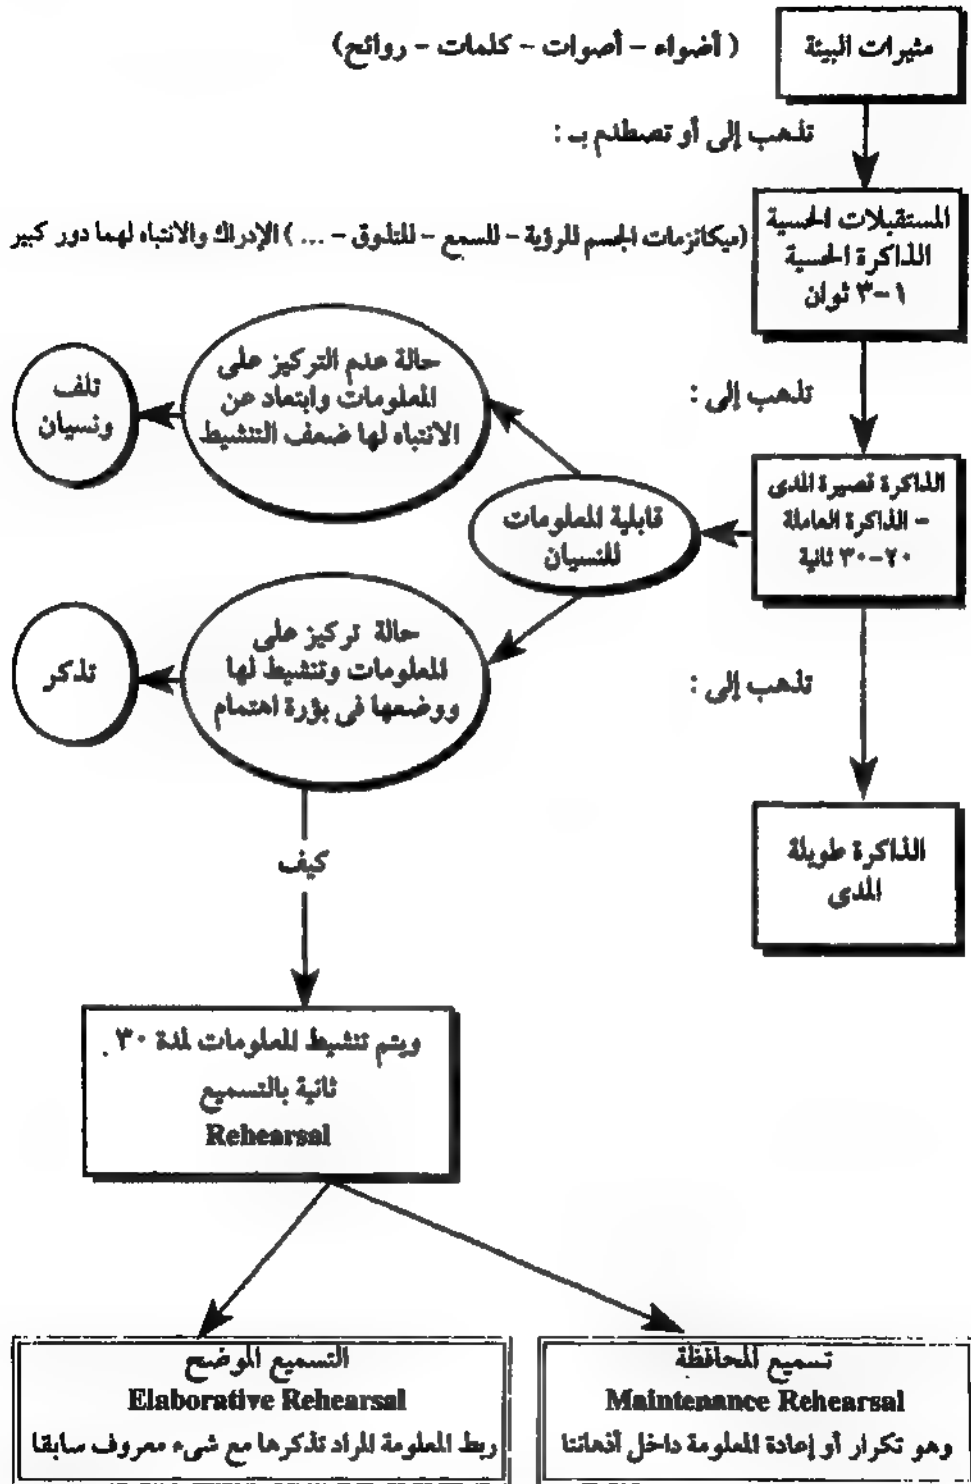 مثيرات البيئة
( أضواء - أصوات - كلمات - روائح)
تذهب إلى أو تصطدم بـ :
المستقبلات الحسية
الذاكرة الحسية
١-٣ ثوان
(ميكانزمات الجسم للرؤية - للسمع - للتذوق - ... ) الإدراك والانتباه لهما دور كبير
تذهب إلى :
الذاكرة قصيرة المدى
- الذاكرة العاملة
٢٠-٣٠ ثانية
قابلية المعلومات
للنسيان
حالة عدم التركيز على
المعلومات وابتعاد عن
الانتباه لها ضعف التنشيط
تلف
ونسيان
حالة تركيز على
المعلومات وتنشيط لها
ووضعها فى بؤرة اهتمام
تذكر
تذهب إلى :
الذاكرة طويلة
المدى
كيف
ويتم تنشيط المعلومات لمدة ٣٠
ثانية بالتسميع
Rehearsal
تسميع المحافظة
Maintenance Rehearsal
وهو تكرار أو إعادة المعلومة داخل أذهاننا
التسميع الموضح
Elaborative Rehearsal
ربط المعلومة المراد تذكرها مع شىء معروف سابقا